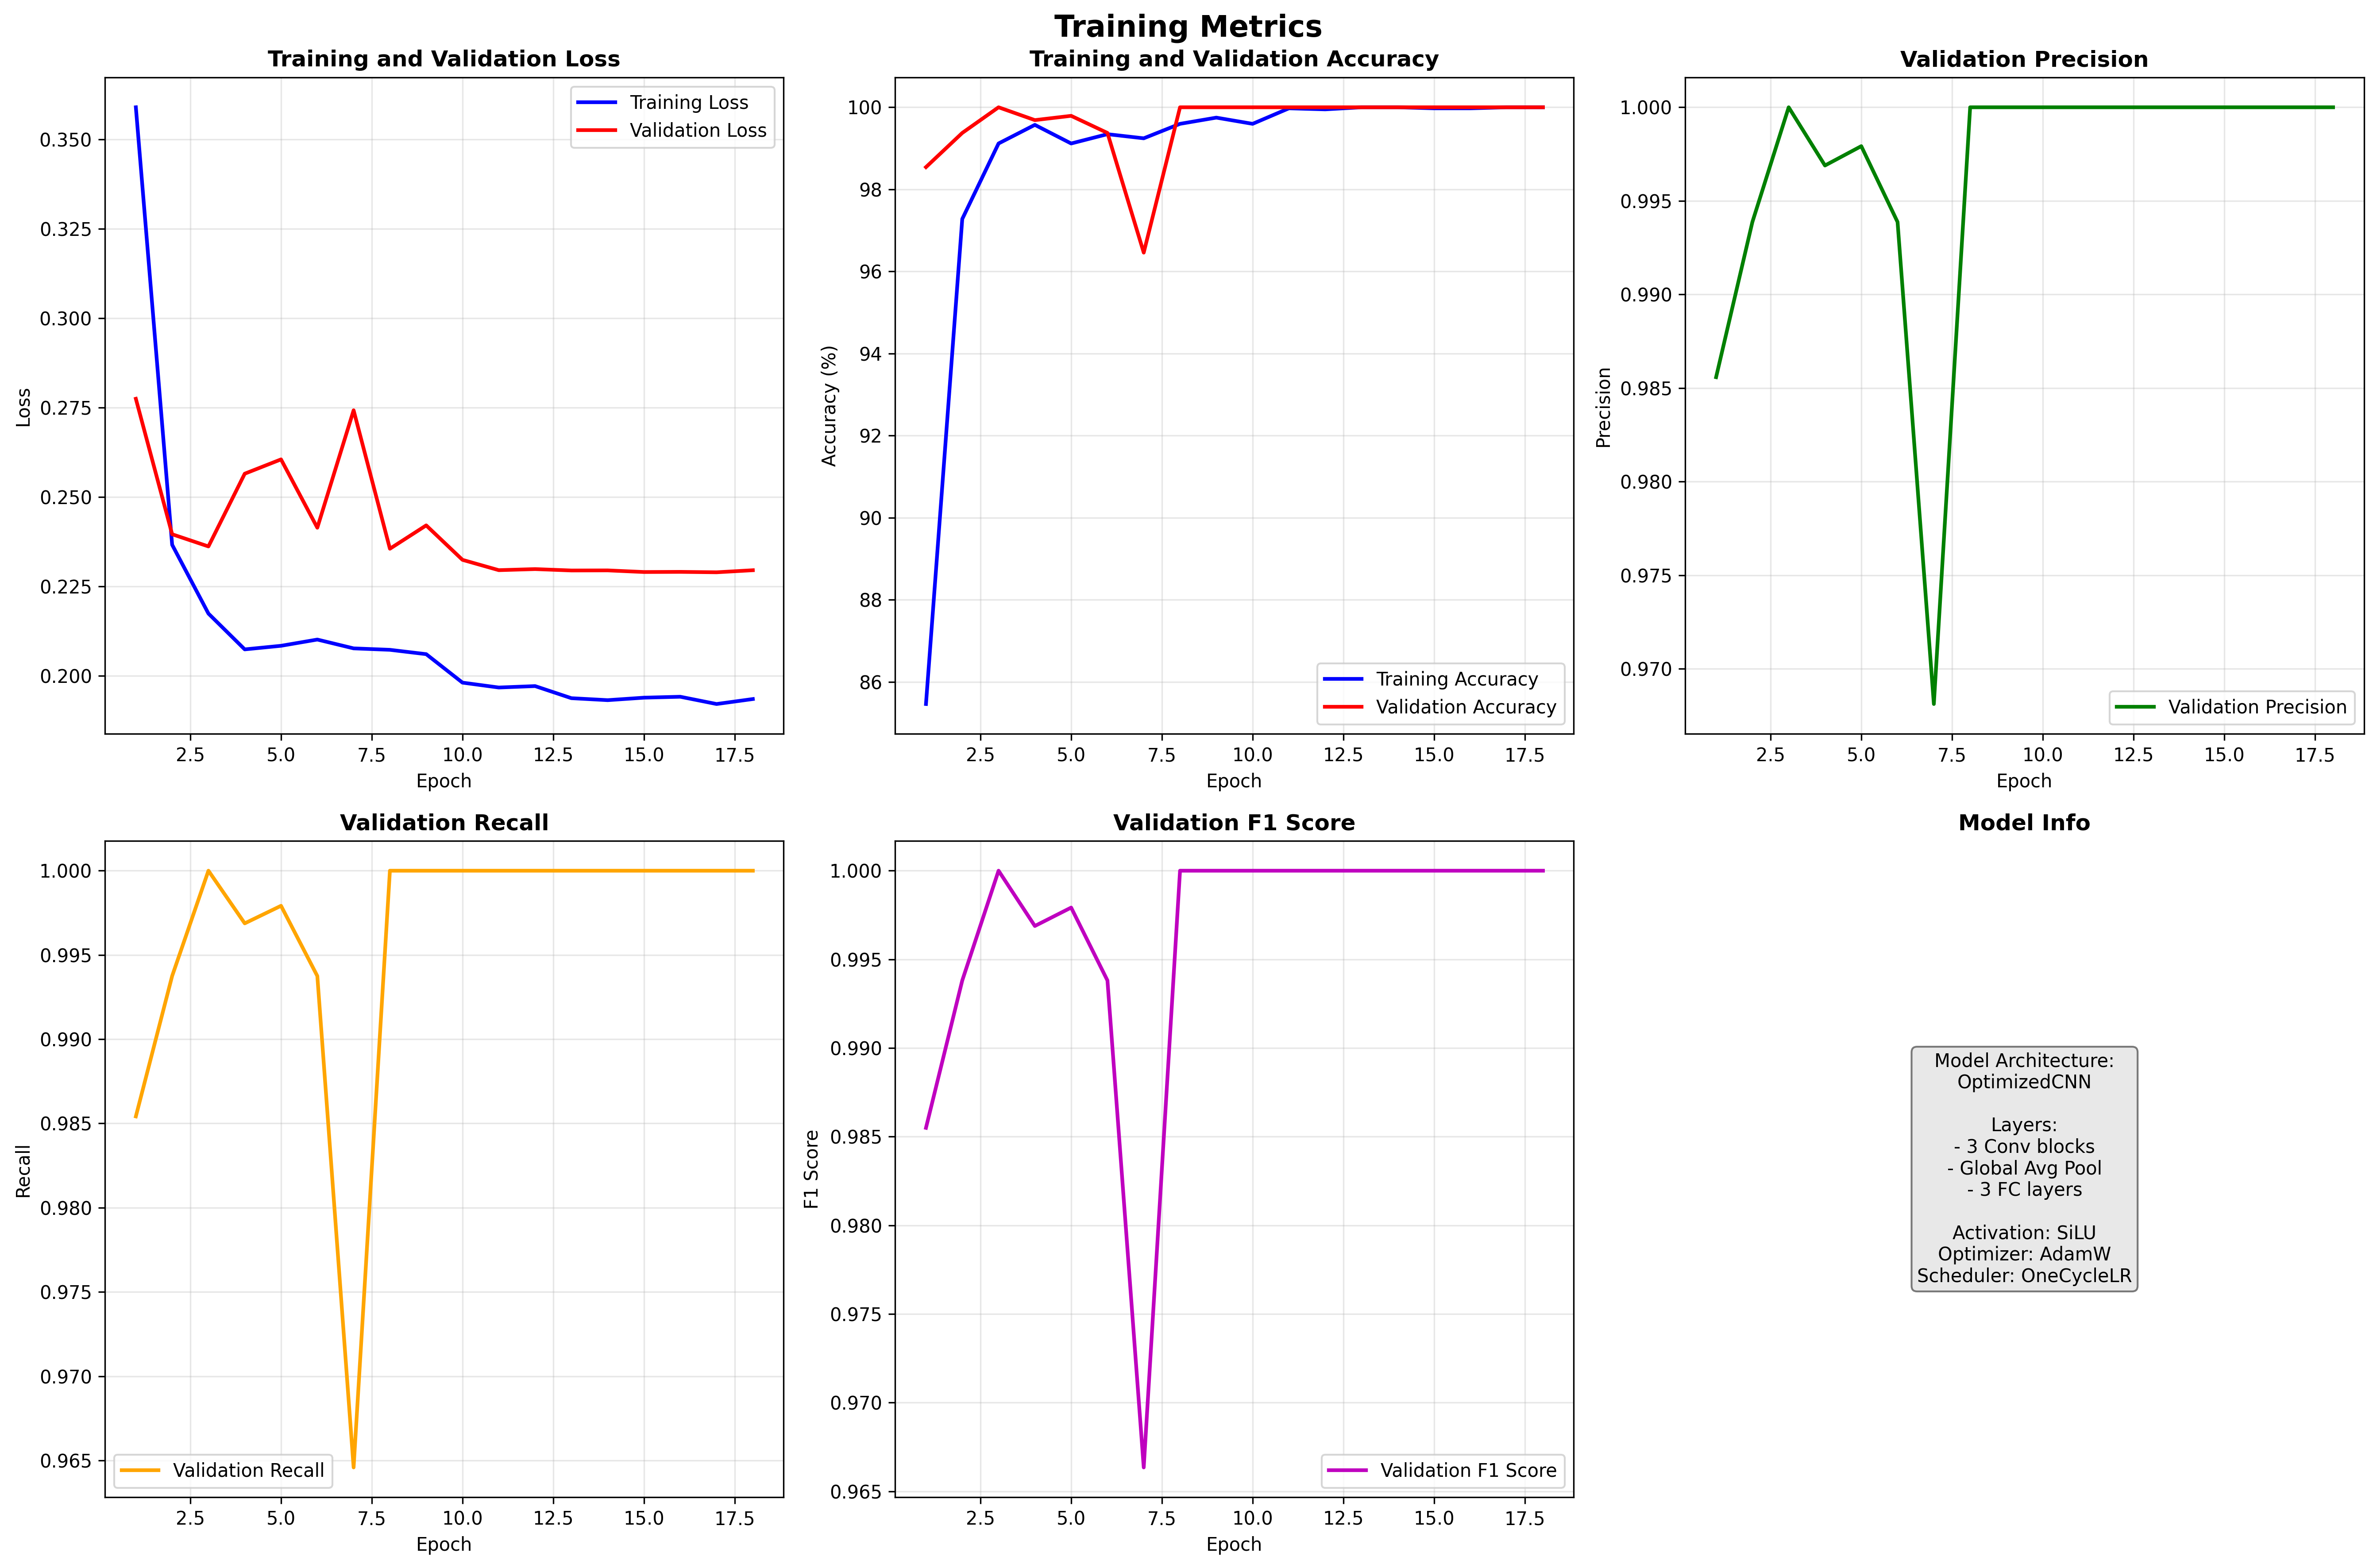 Training Metrics
Training and Validation Loss
0.350
0.325
0.300
0.275
0.250
0.225
0.200
Loss
Training Loss
Validation Loss
2.5 5.0 7.5 10.0 12.5 15.0 17.5
Epoch
Training and Validation Accuracy
100
98
96
94
92
90
88
86
Accuracy (%)
Training Accuracy
Validation Accuracy
2.5 5.0 7.5 10.0 12.5 15.0 17.5
Epoch
Validation Precision
1.000
0.995
0.990
0.985
0.980
0.975
0.970
Precision
Validation Precision
2.5 5.0 7.5 10.0 12.5 15.0 17.5
Epoch
Validation Recall
1.000
0.995
0.990
0.985
0.980
0.975
0.970
0.965
Recall
Validation Recall
2.5 5.0 7.5 10.0 12.5 15.0 17.5
Epoch
Validation F1 Score
1.000
0.995
0.990
0.985
0.980
0.975
0.970
0.965
F1 Score
Validation F1 Score
2.5 5.0 7.5 10.0 12.5 15.0 17.5
Epoch
Model Info
Model Architecture:
OptimizedCNN
Layers:
- 3 Conv blocks
- Global Avg Pool
- 3 FC layers
Activation: SiLU
Optimizer: AdamW
Scheduler: OneCycleLR